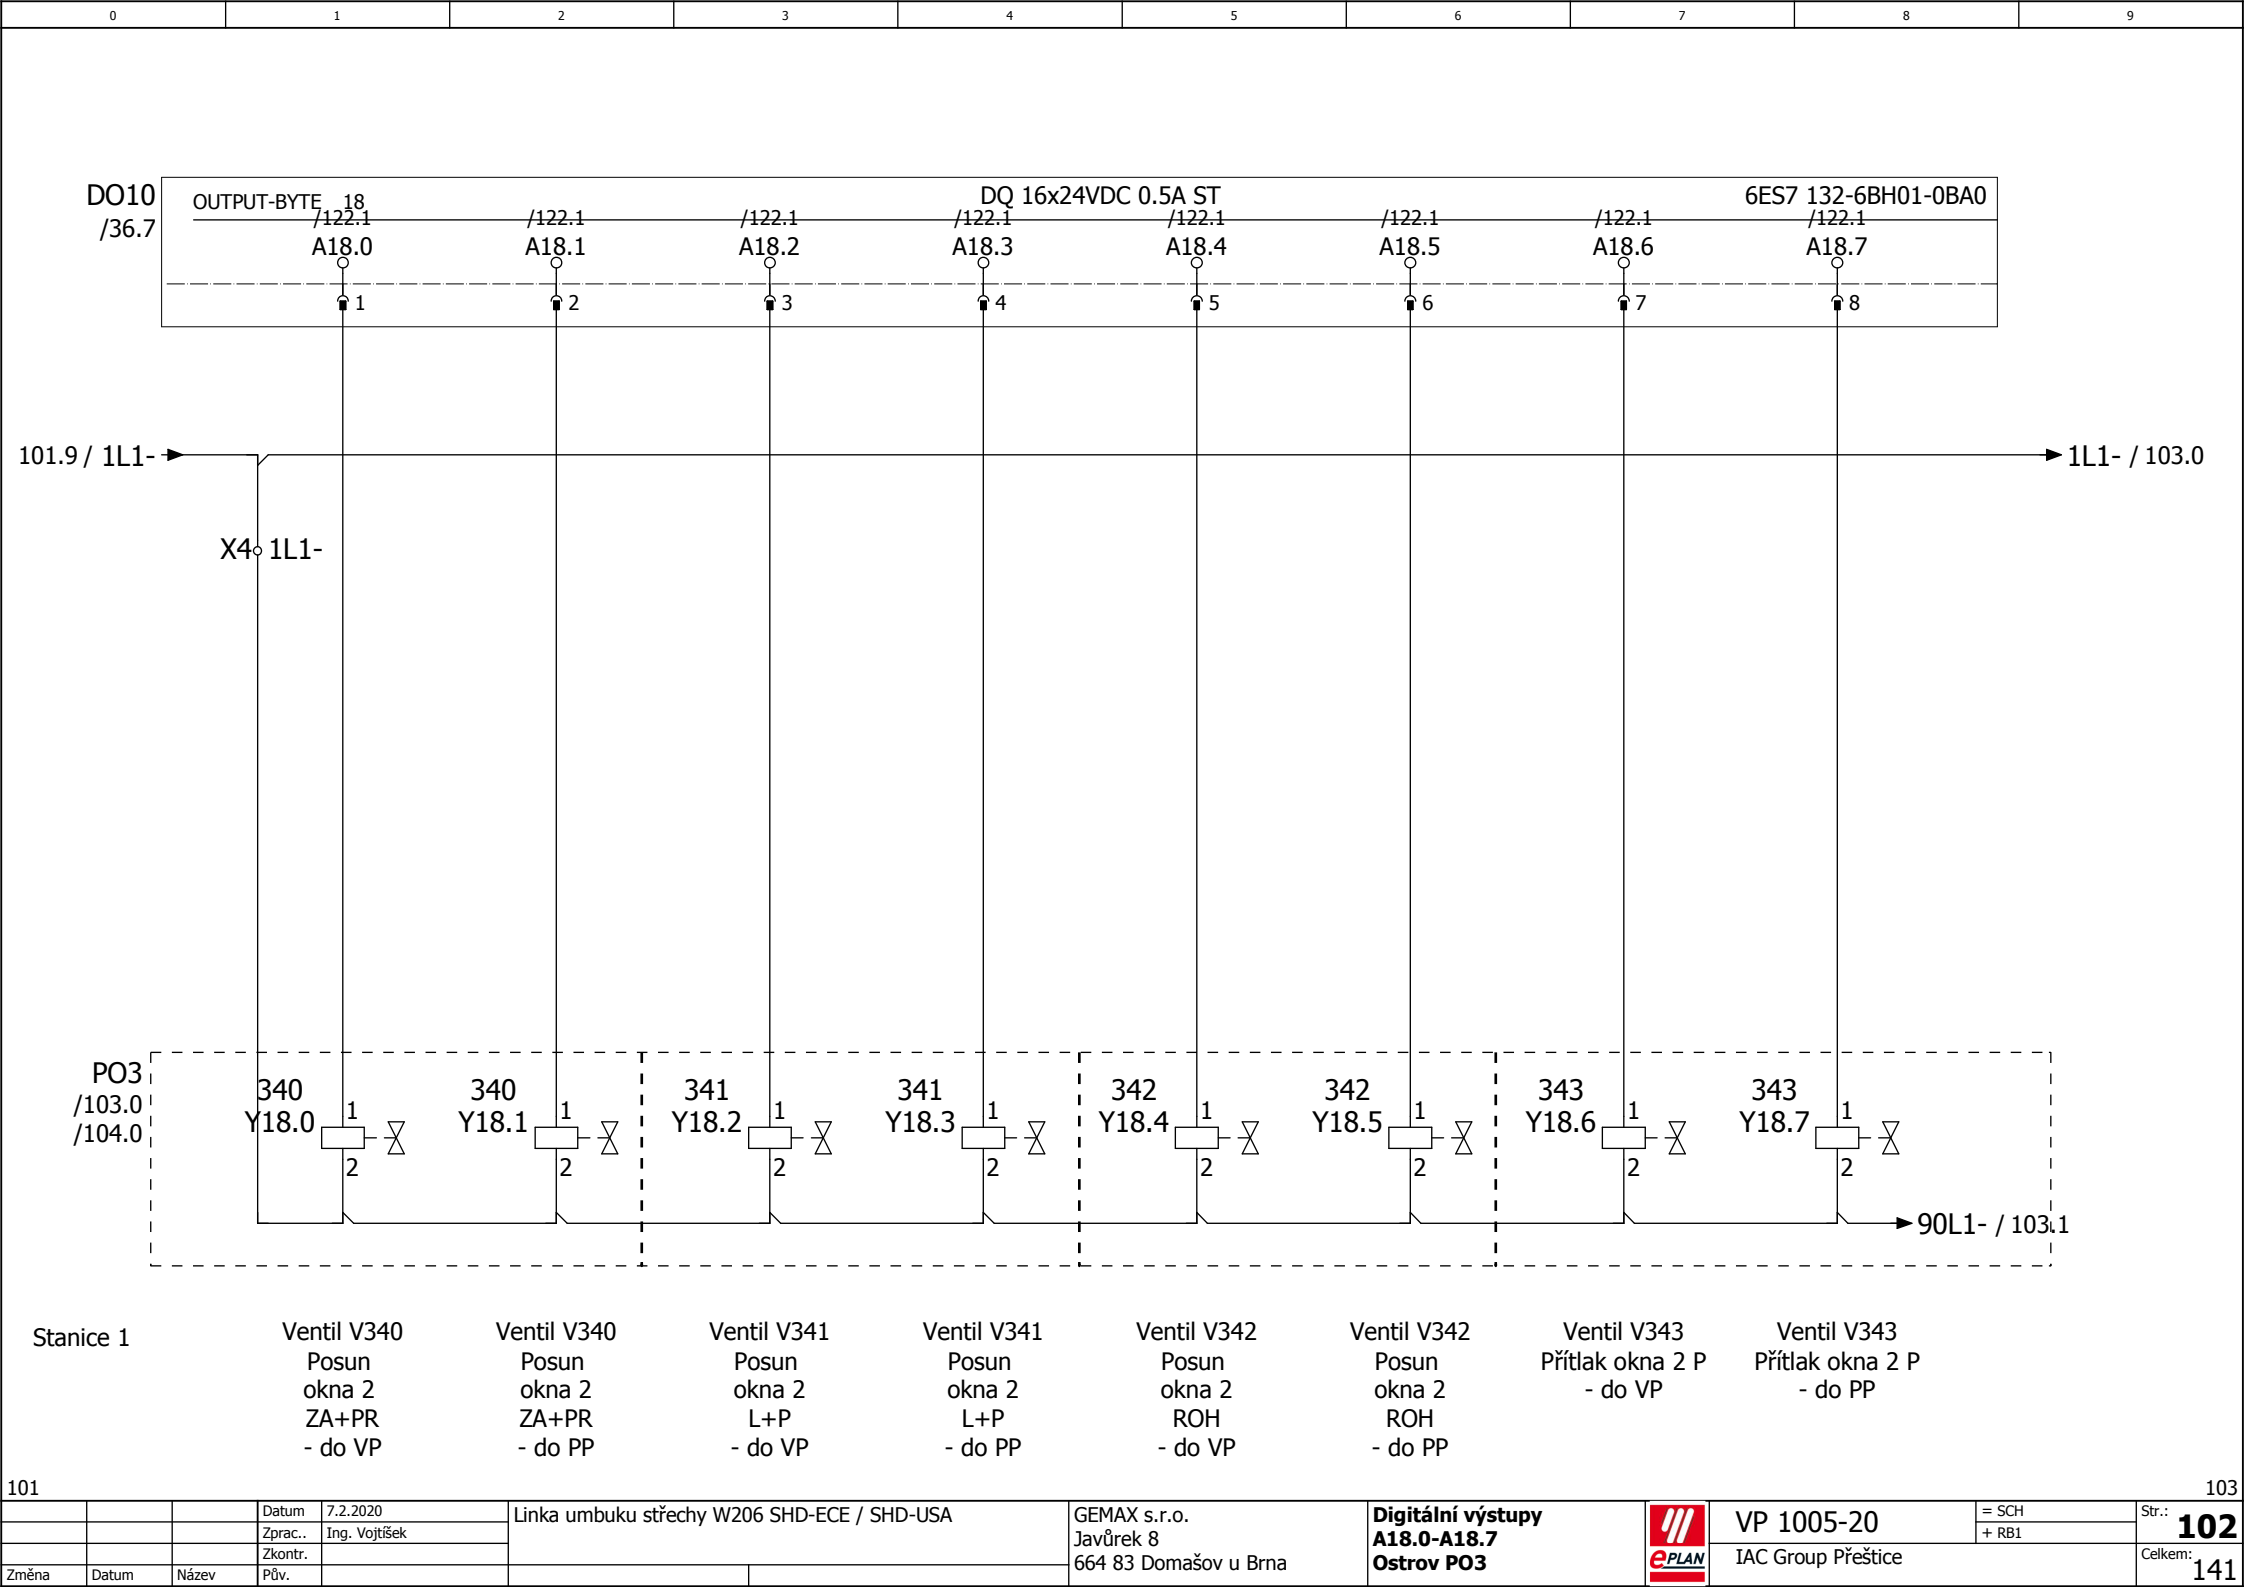 0 1 2 3 4 5 6 7 8 9
DO10
/36.7
OUTPUT-BYTE 18
DQ 16x24VDC 0.5A ST
6ES7 132-6BH01-0BA0
/122.1 /122.1 /122.1 /122.1 /122.1 /122.1 /122.1 /122.1
A18.0 A18.1 A18.2 A18.3 A18.4 A18.5 A18.6 A18.7
1 2 3 4 5 6 7 8
101.9 / 1L1-
1L1- / 103.0
X4 1L1-
PO3
/103.0
/104.0
340 340 341 341 342 342 343 343
Y18.0 Y18.1 Y18.2 Y18.3 Y18.4 Y18.5 Y18.6 Y18.7
1 1 1 1 1 1 1 1
2 2 2 2 2 2 2 2
90L1- / 103.1
Stanice 1
Ventil V340
Posun
okna 2
ZA+PR
- do VP
Ventil V340
Posun
okna 2
ZA+PR
- do PP
Ventil V341
Posun
okna 2
L+P
- do VP
Ventil V341
Posun
okna 2
L+P
- do PP
Ventil V342
Posun
okna 2
ROH
- do VP
Ventil V342
Posun
okna 2
ROH
- do PP
Ventil V343
Přítlak okna 2 P
- do VP
Ventil V343
Přítlak okna 2 P
- do PP
101
103
Změna Datum Název
Datum 7.2.2020
Zprac.. Ing. Vojtíšek
Zkontr.
Pův.
Linka umbuku střechy W206 SHD-ECE / SHD-USA
GEMAX s.r.o.
Javůrek 8
664 83 Domašov u Brna
Digitální výstupy
A18.0-A18.7
Ostrov PO3
ePLAN
VP 1005-20
IAC Group Přeštice
= SCH
+ RB1
Str.: 102
Celkem: 141